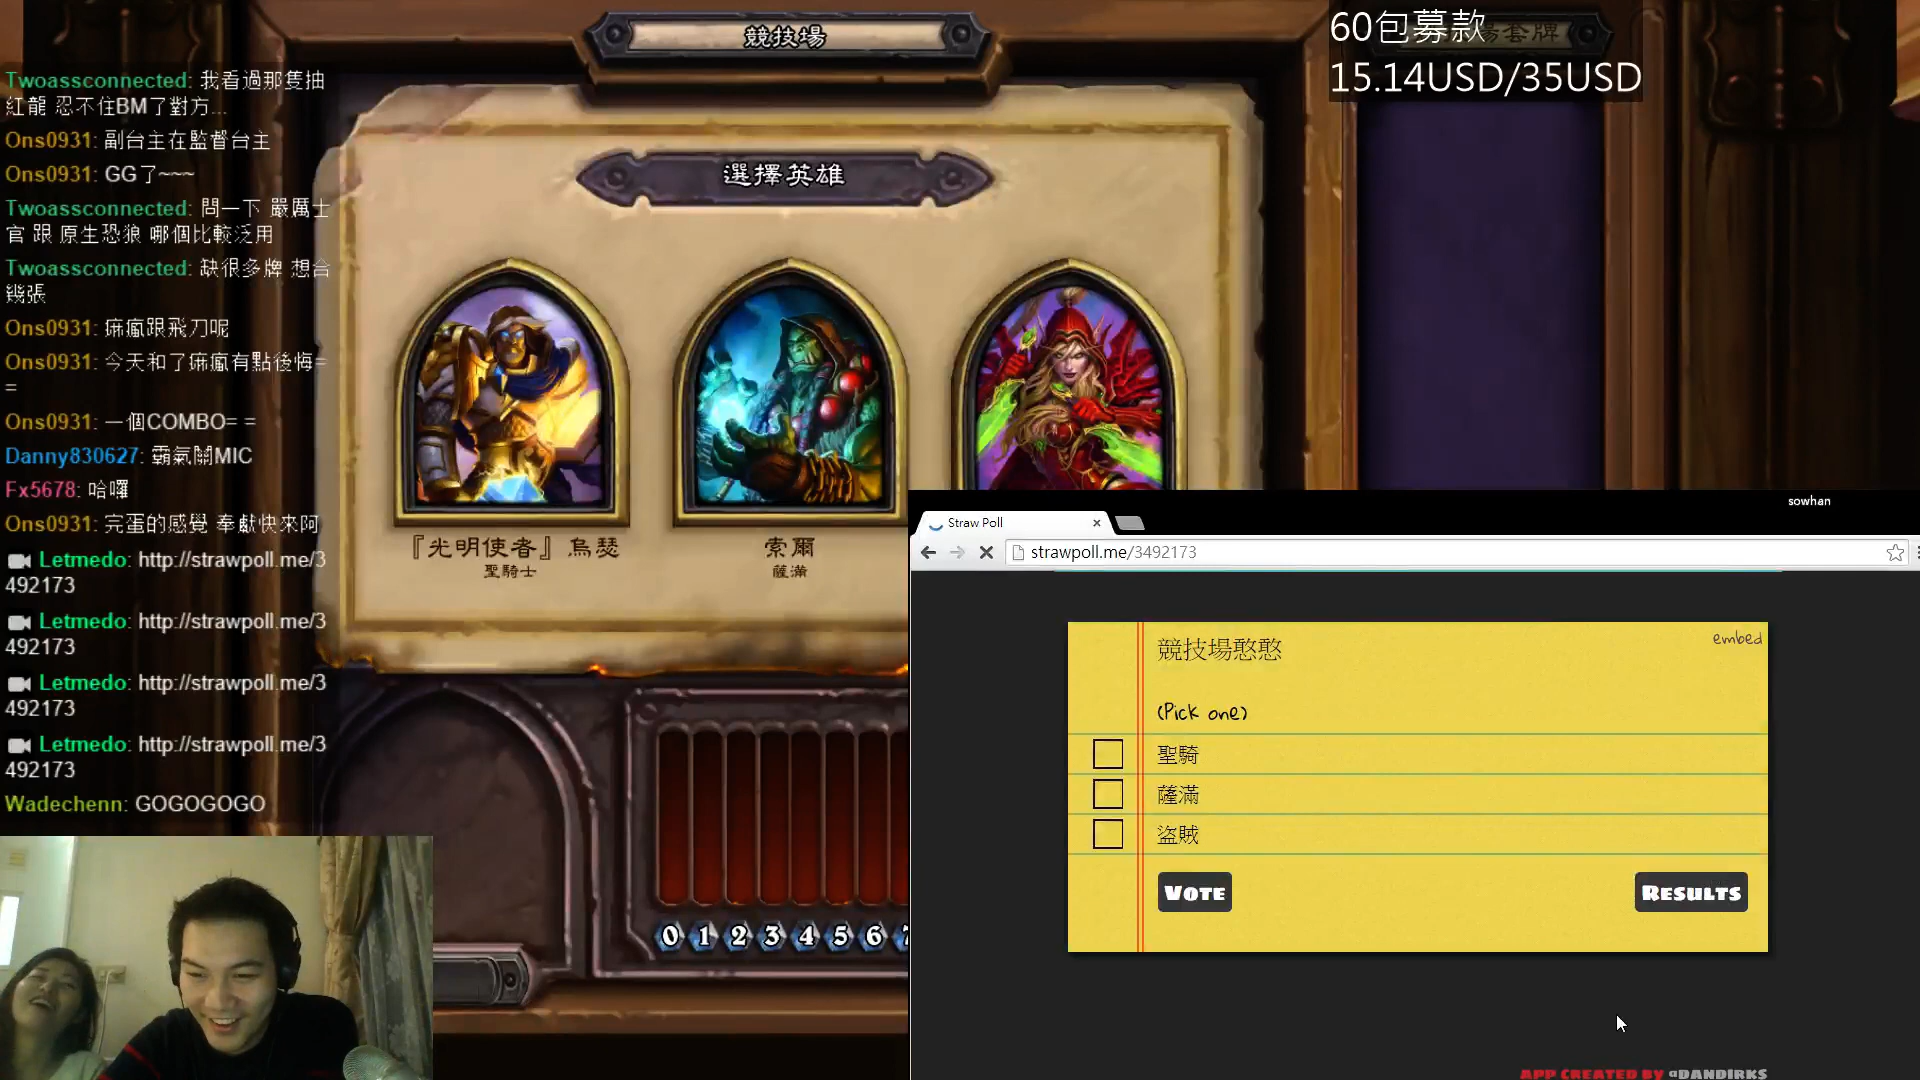 競技場
60包募款
15.14USD/35USD
場套牌
Twoassconnected: 我看過那隻抽
紅龍 忍不住BM了對方...
Ons0931: 副台主在監督台主
Ons0931: GG了~~~
Twoassconnected: 問一下 嚴厲士
官 跟 原生恐狼 哪個比較泛用
Twoassconnected: 缺很多牌 想合
幾張
Ons0931: 痲瘋跟飛刀呢
Ons0931: 今天和了痲瘋有點後悔=
=
Ons0931: 一個COMBO= =
Danny830627: 霸氣關MIC
Fx5678: 哈囉
Ons0931: 完蛋的感覺 奉獻快來阿
Letmedo: http://strawpoll.me/3
492173
Letmedo: http://strawpoll.me/3
492173
Letmedo: http://strawpoll.me/3
492173
Letmedo: http://strawpoll.me/3
492173
Wadechenn: GOGOGOGO
選擇英雄
『光明使者』烏瑟
聖騎士
索爾
薩滿
0 1 2 3 4 5 6 7
sowhan
Straw Poll
strawpoll.me/3492173
embed
競技場憨憨
(Pick one)
聖騎
薩滿
盜賊
VOTE
RESULTS
APP CREATED BY @DANDIRKS